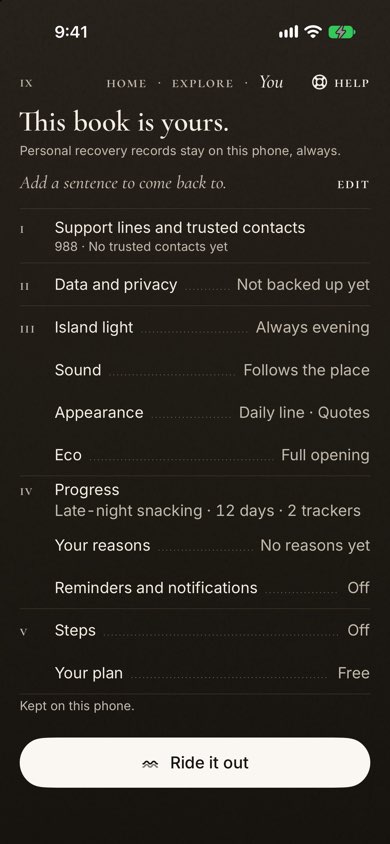 9:41
IX HOME · EXPLORE · You HELP
This book is yours.
Personal recovery records stay on this phone, always.
Add a sentence to come back to. EDIT
I Support lines and trusted contacts
988 · No trusted contacts yet
II Data and privacy Not backed up yet
III Island light Always evening
Sound Follows the place
Appearance Daily line · Quotes
Eco Full opening
IV Progress
Late-night snacking · 12 days · 2 trackers
Your reasons No reasons yet
Reminders and notifications Off
V Steps Off
Your plan Free
Kept on this phone.
Ride it out